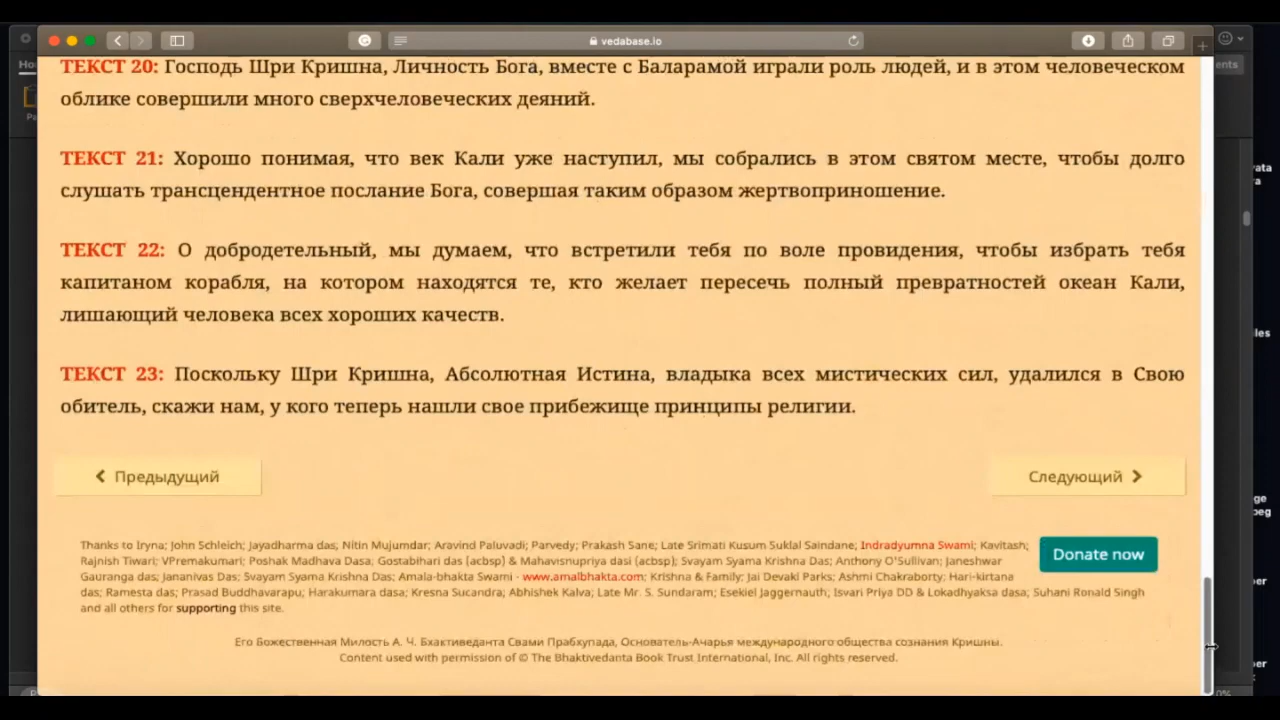 vedabase.io
ТЕКСТ 20: Господь Шри Кришна, Личность Бога, вместе с Баларамой играли роль людей, и в этом человеческом
облике совершили много сверхчеловеческих деяний.
ТЕКСТ 21: Хорошо понимая, что век Кали уже наступил, мы собрались в этом святом месте, чтобы долго
слушать трансцендентное послание Бога, совершая таким образом жертвоприношение.
ТЕКСТ 22: О добродетельный, мы думаем, что встретили тебя по воле провидения, чтобы избрать тебя
капитаном корабля, на котором находятся те, кто желает пересечь полный превратностей океан Кали,
лишающий человека всех хороших качеств.
ТЕКСТ 23: Поскольку Шри Кришна, Абсолютная Истина, владыка всех мистических сил, удалился в Свою
обитель, скажи нам, у кого теперь нашли свое прибежище принципы религии.
Предыдущий
Следующий
Thanks to Iryna; John Schleich; Jayadharma das; Nitin Mujumdar; Aravind Paluvadi; Parvedy; Prakash Sane; Late Srimati Kusum Suklal Saindane; Indradyumna Swami; Kavitash;
Rajnish Tiwari; VPremakumari; Poshak Madhava Dasa; Gostabihari das (acbsp) & Mahavisnupriya dasi (acbsp); Svayam Syama Krishna Das; Anthony O'Sullivan; Janeshwar
Gauranga das; Jananivas Das; Svayam Syama Krishna Das; Amala-bhakta Swami - www.amalbhakta.com; Krishna & Family; Jai Devakl Parks; Ashmi Chakraborty; Hari-kirtana
das; Ramesta das; Prasad Buddhavarapu; Harakumara dasa; Kresna Sucandra; Abhishek Kalva; Late Mr. S. Sundaram; Esekiel Jaggernauth; Isvari Priya DD & Lokadhyaksa dasa; Suhani Ronald Singh
and all others for supporting this site.
Donate now
Его Божественная Милость А. Ч. Бхактиведанта Свами Прабхупада, Основатель-Ачарья международного общества сознания Кришны.
Content used with permission of © The Bhaktivedanta Book Trust International, Inc. All rights reserved.